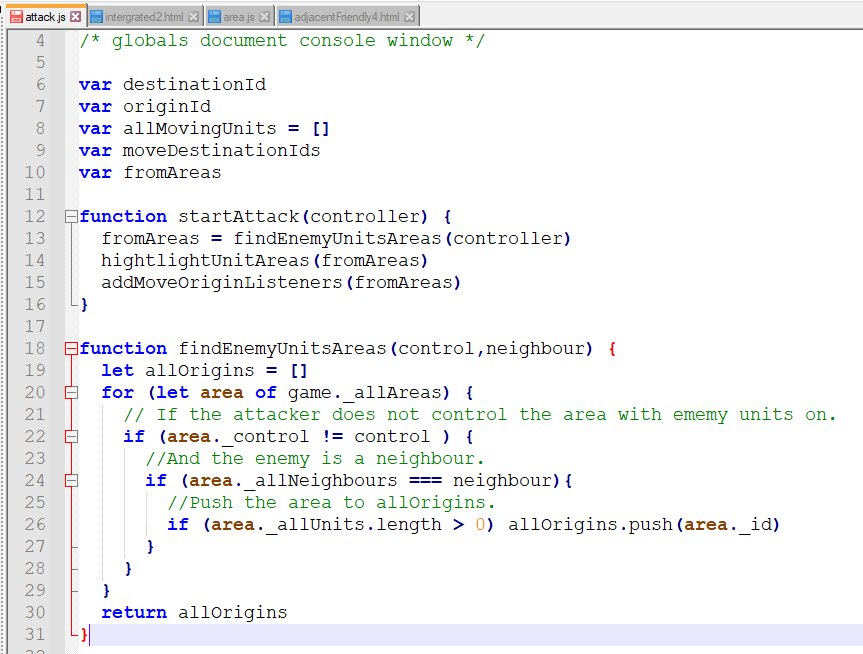 attack.js intergrated2.html area.js adjacentFriendly4.html
4 /* globals document console window */
5
6 var destinationId
7 var originId
8 var allMovingUnits = []
9 var moveDestinationIds
10 var fromAreas
11
12 function startAttack(controller) {
13   fromAreas = findEnemyUnitsAreas(controller)
14   hightlightUnitAreas(fromAreas)
15   addMoveOriginListeners(fromAreas)
16 }
17
18 function findEnemyUnitsAreas(control,neighbour) {
19   let allOrigins = []
20   for (let area of game._allAreas) {
21     // If the attacker does not control the area with ememy units on.
22     if (area._control != control ) {
23       //And the enemy is a neighbour.
24       if (area._allNeighbours === neighbour){
25         //Push the area to allOrigins.
26         if (area._allUnits.length > 0) allOrigins.push(area._id)
27       }
28     }
29   }
30   return allOrigins
31 }